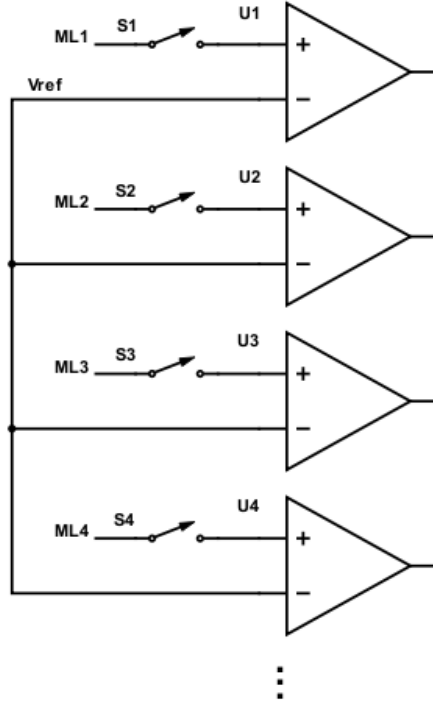 ML1 S1 U1
+
Vref
−
ML2 S2 U2
+
−
ML3 S3 U3
+
−
ML4 S4 U4
+
−